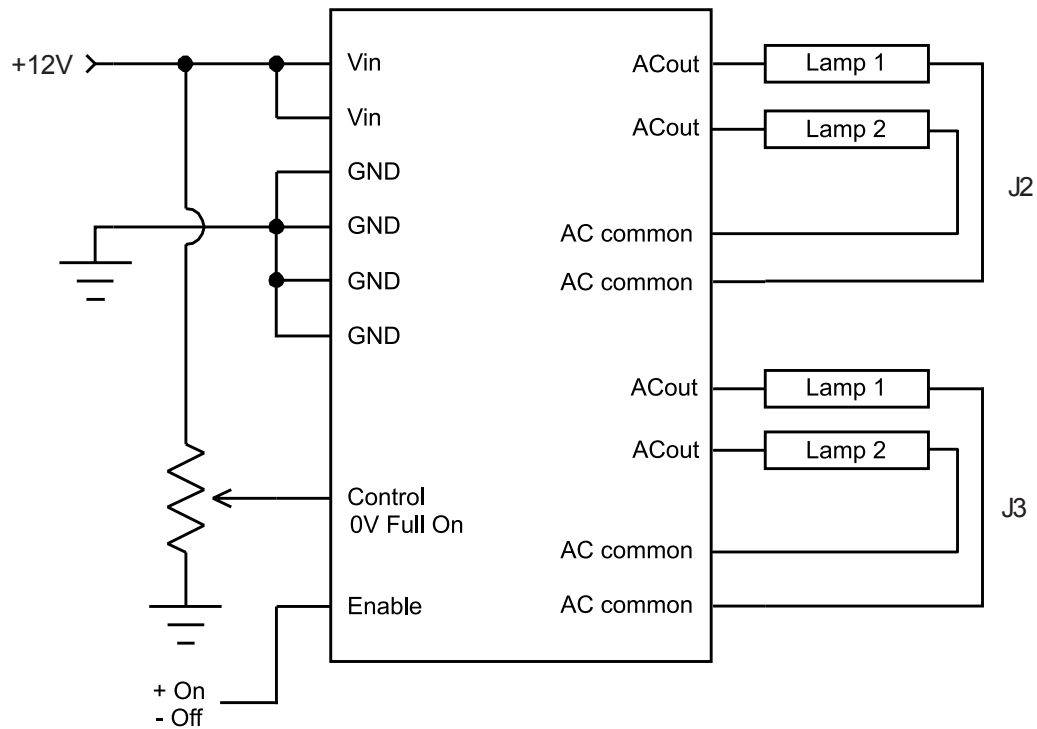 +12V
Vin
Vin
GND
GND
GND
GND
Control
0V Full On
Enable
+ On
- Off
ACout
Lamp 1
ACout
Lamp 2
AC common
AC common
J2
ACout
Lamp 1
ACout
Lamp 2
AC common
AC common
J3